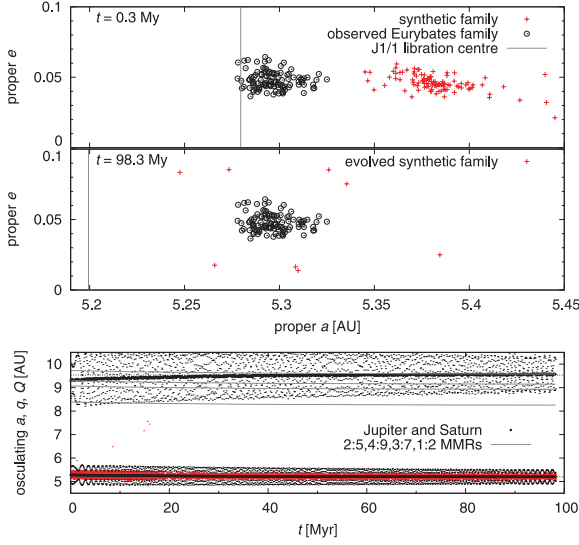 t = 0.3 My
synthetic family
observed Eurybates family
J1/1 libration centre
proper e
0.1
0.05
0
t = 98.3 My
evolved synthetic family
proper e
0.1
0.05
0
5.2 5.25 5.3 5.35 5.4 5.45
proper a [AU]
osculating a, q, Q [AU]
10
9
8
7
6
5
Jupiter and Saturn
2:5,4:9,3:7,1:2 MMRs
0 20 40 60 80 100
t [Myr]